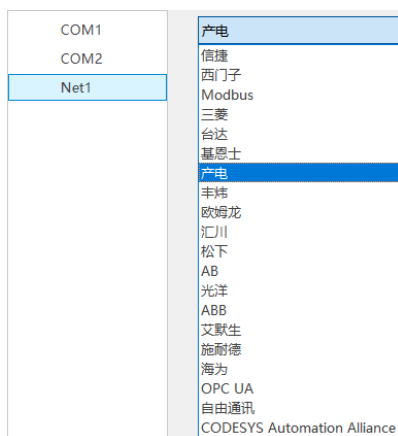 COM1
COM2
Net1
产电
信捷
西门子
Modbus
三菱
台达
基恩士
产电
丰炜
欧姆龙
汇川
松下
AB
光洋
ABB
艾默生
施耐德
海为
OPC UA
自由通讯
CODESYS Automation Alliance